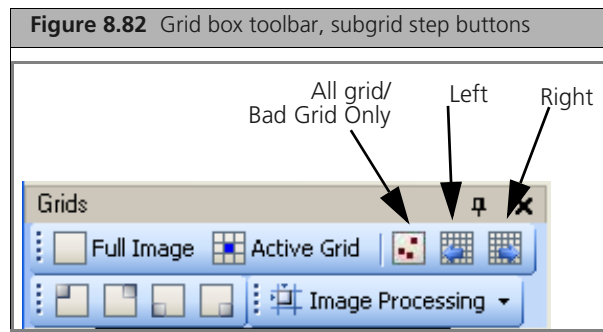 Figure 8.82 Grid box toolbar, subgrid step buttons
All grid/
Bad Grid Only
Left
Right
Grids
Full Image
Active Grid
Image Processing